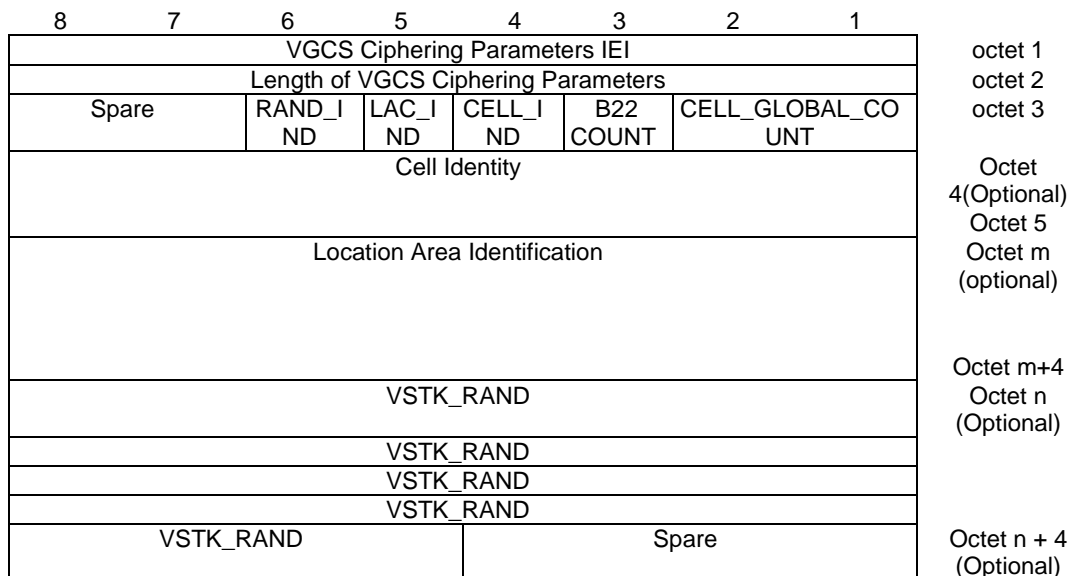 8 7 6 5 4 3 2 1
VGCS Ciphering Parameters IEI octet 1
Length of VGCS Ciphering Parameters octet 2
Spare RAND_I LAC_I CELL_I B22 CELL_GLOBAL_CO octet 3
ND ND ND COUNT UNT
Cell Identity Octet
4(Optional)
Octet 5
Location Area Identification Octet m
(optional)
Octet m+4
VSTK_RAND Octet n
(Optional)
VSTK_RAND
VSTK_RAND
VSTK_RAND
VSTK_RAND Spare Octet n + 4
(Optional)